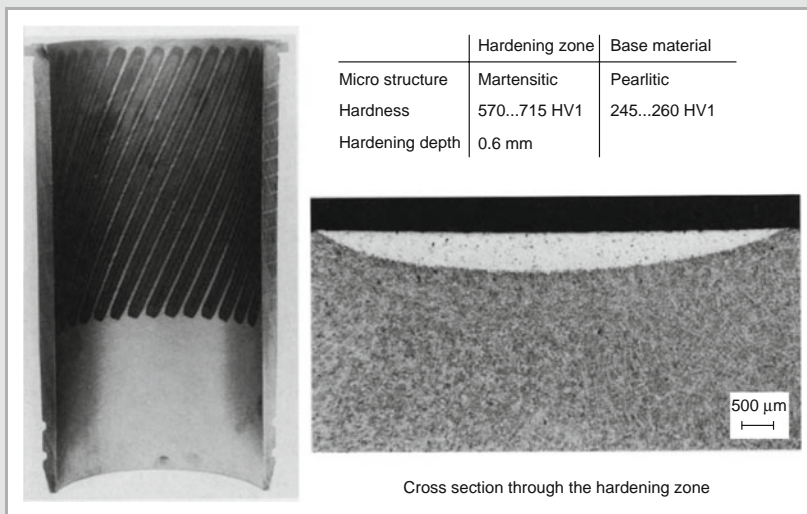 Hardening zone Base material
Micro structure Martensitic Pearlitic
Hardness 570...715 HV1 245...260 HV1
Hardening depth 0.6 mm
500 µm
Cross section through the hardening zone